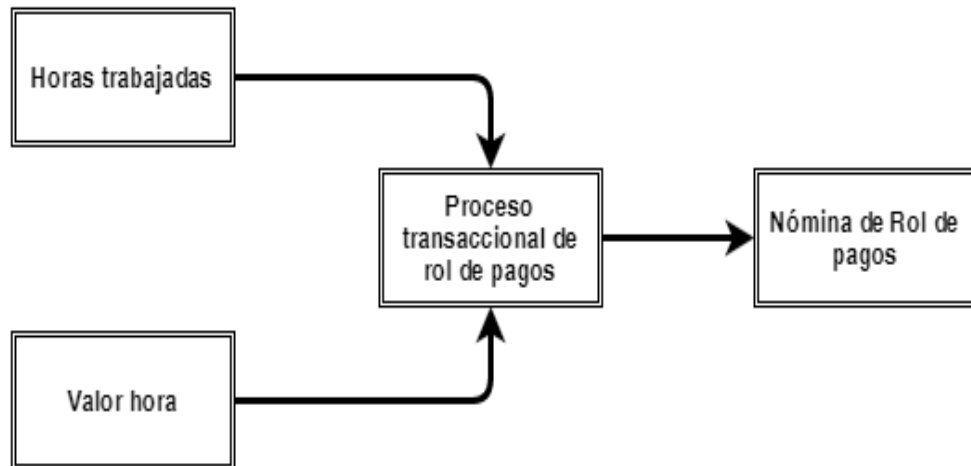 Horas trabajadas
Proceso
transaccional de
rol de pagos
Nómina de Rol de
pagos
Valor hora